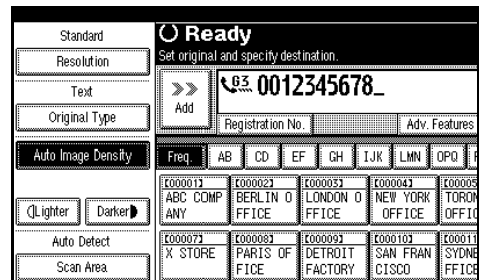 Standard
Resolution
Text
Original Type
Auto Image Density
Lighter Darker
Auto Detect
Scan Area
Ready
Set original and specify destination.
Add
G3 0012345678_
Registration No. Adv. Features
Freq. AB CD EF GH IJK LMN OPQ
[00001] [00002] [00003] [00004]
ABC COMP BERLIN O LONDON O NEW YORK
ANY FFICE FFICE OFFICE
[00007] [00008] [00009] [00010]
X STORE PARIS OF DETROIT SAN FRAN
FICE FACTORY CISCO